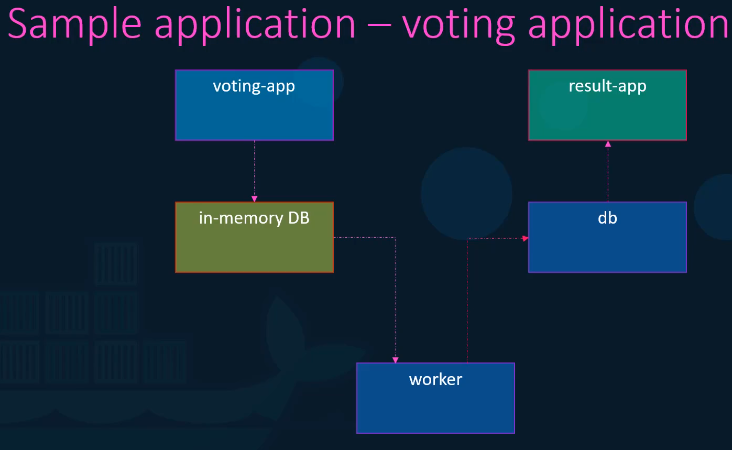 Sample application – voting application
voting-app
result-app
in-memory DB
db
worker